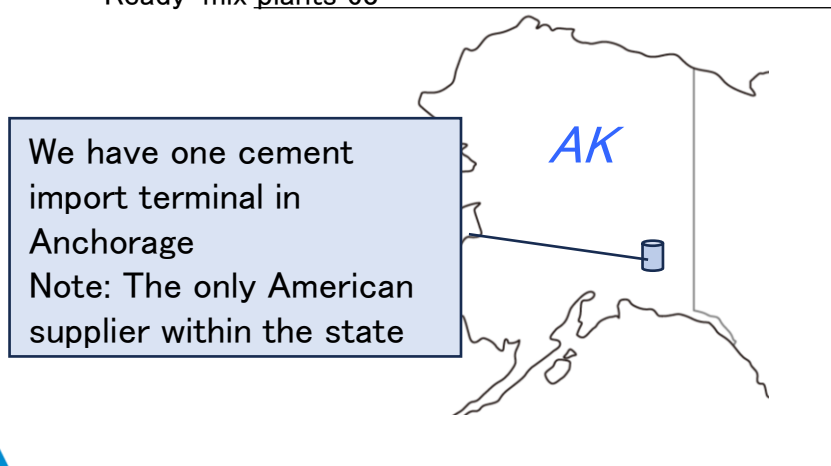 We have one cement
import terminal in
Anchorage
Note: The only American
supplier within the state
AK